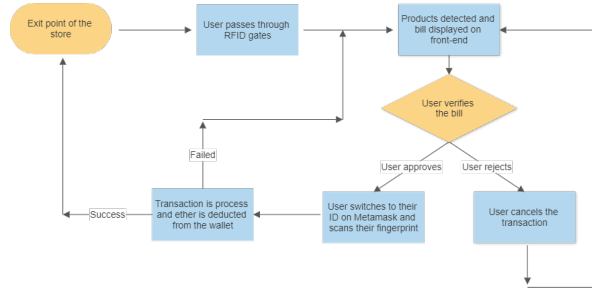 Exit point of the
store
User passes through
RFID gates
Products detected and
bill displayed on
front-end
User verifies
the bill
Failed
User approves
User rejects
Transaction is process
and ether is deducted
from the wallet
User switches to their
ID on Metamask and
scans their fingerprint
User cancels the
transaction
Success